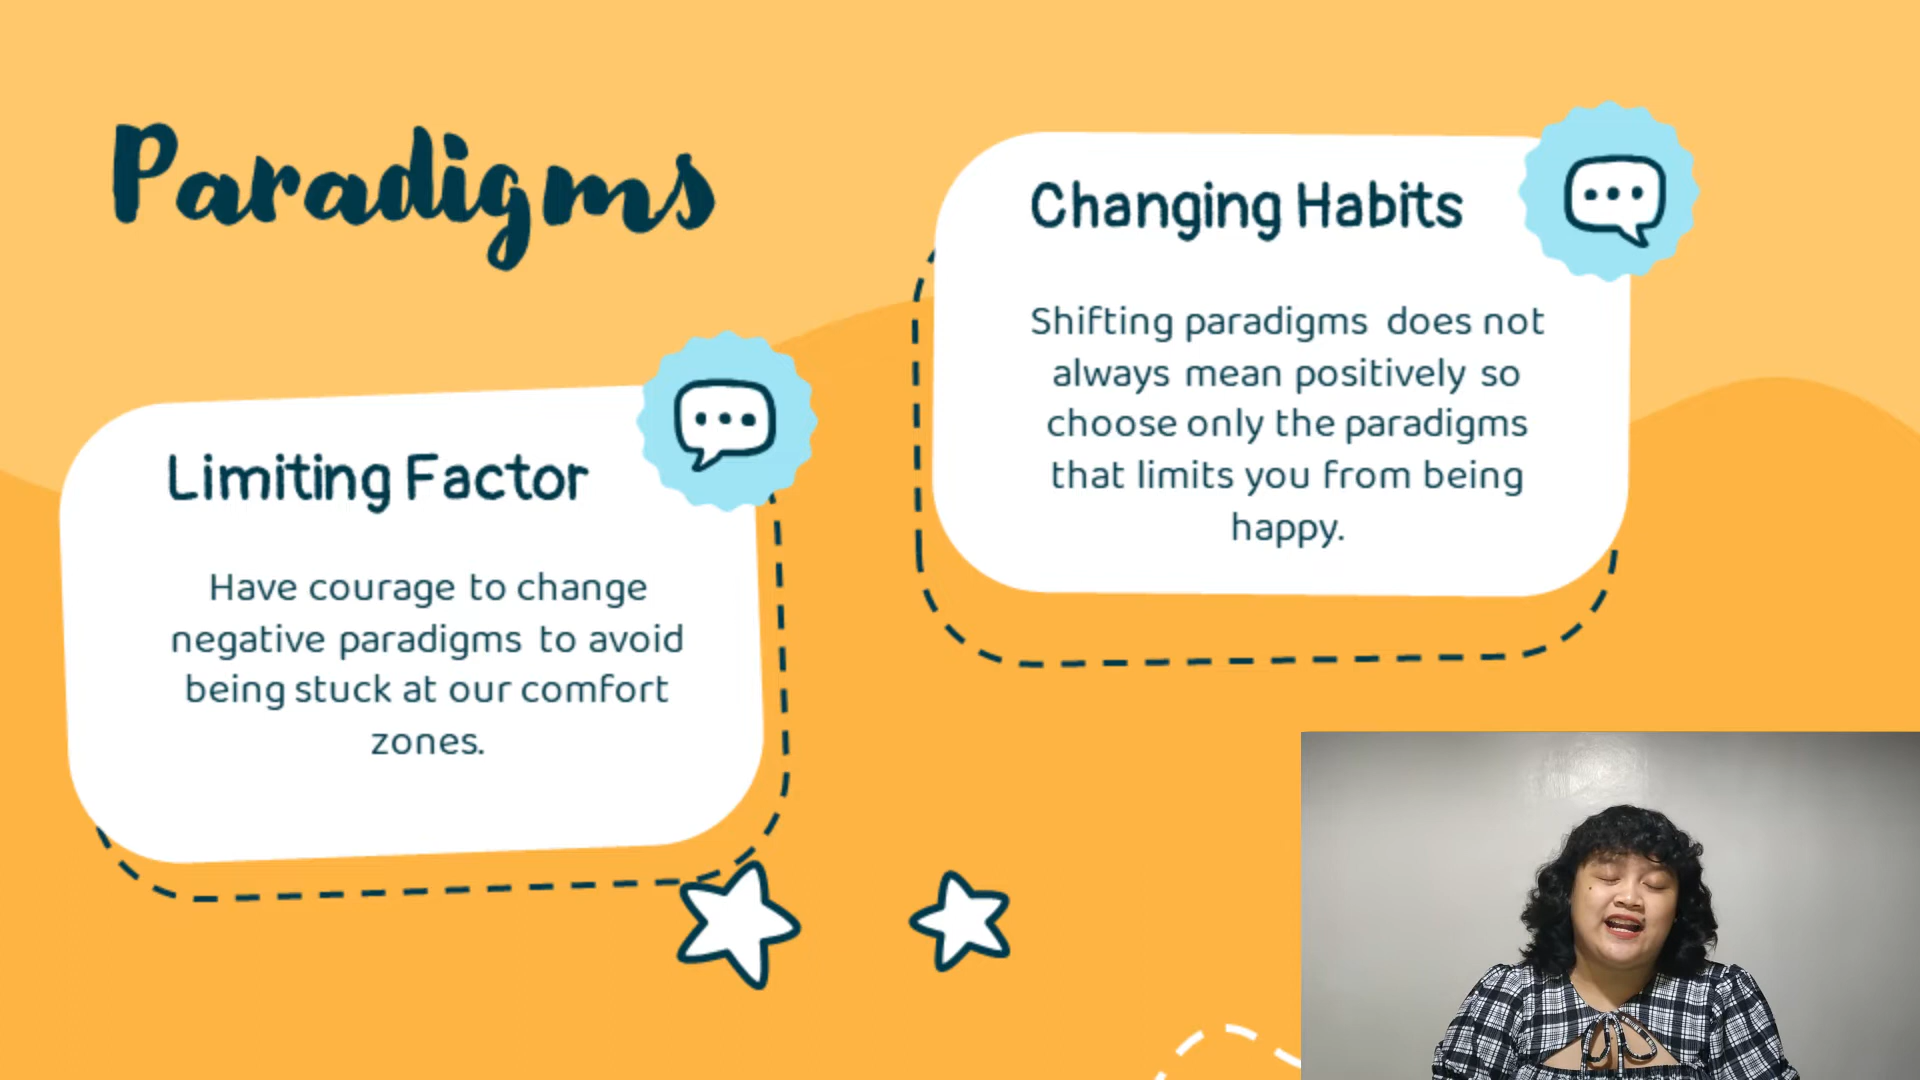 Paradigms
Limiting Factor
Have courage to change
negative paradigms to avoid
being stuck at our comfort
zones.
Changing Habits
Shifting paradigms does not
always mean positively so
choose only the paradigms
that limits you from being
happy.